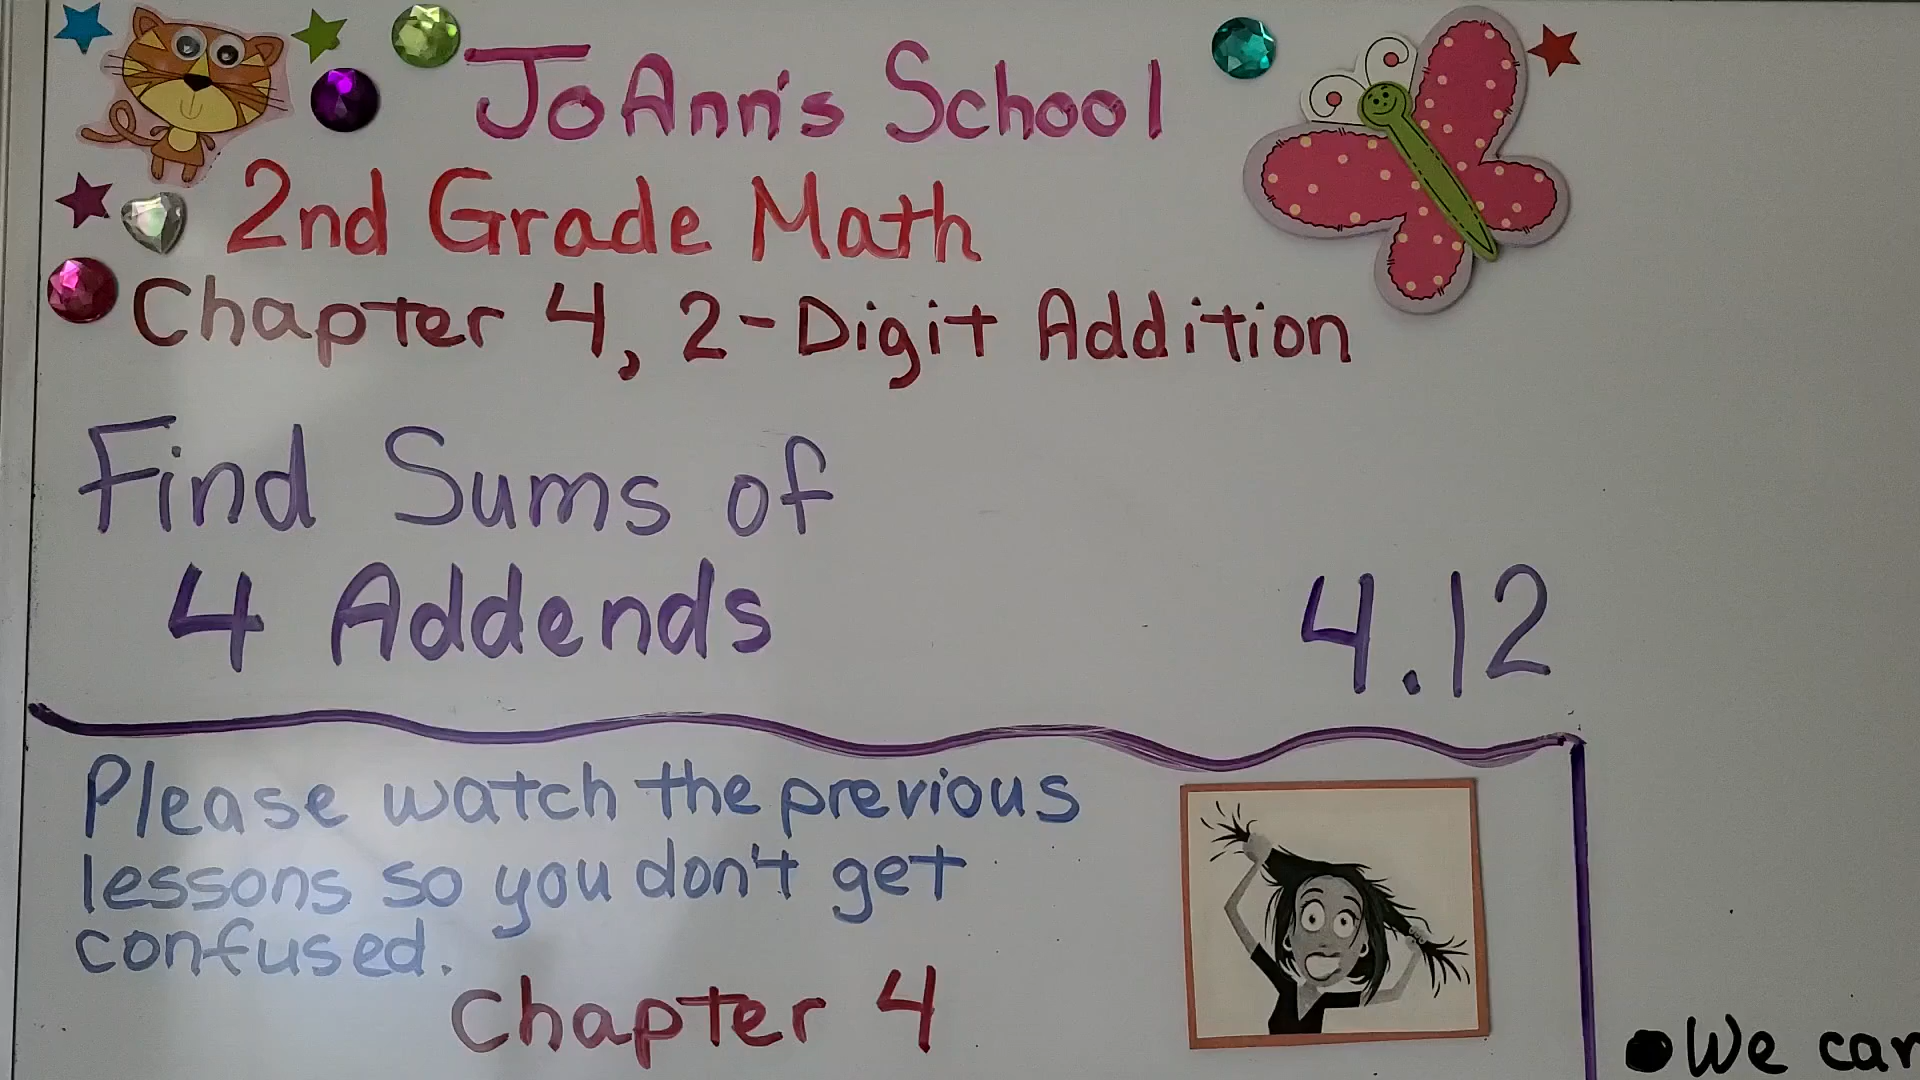 JoAnn's School
2nd Grade Math
Chapter 4, 2-Digit Addition
Find Sums of
4 Addends
4.12
Please watch the previous
lessons so you don't get
confused.
Chapter 4
• We can